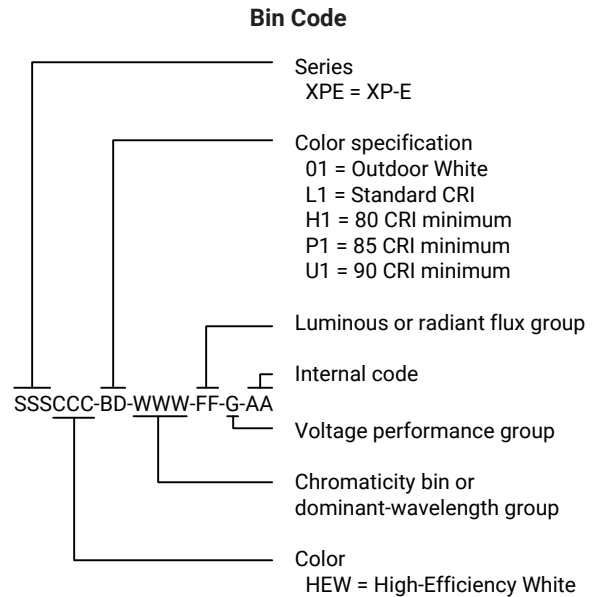 Bin Code
Series
XPE = XP-E
Color specification
01 = Outdoor White
L1 = Standard CRI
H1 = 80 CRI minimum
P1 = 85 CRI minimum
U1 = 90 CRI minimum
Luminous or radiant flux group
Internal code
SSSCCC-BD-WWW-FF-G-AA
Voltage performance group
Chromaticity bin or
dominant-wavelength group
Color
HEW = High-Efficiency White